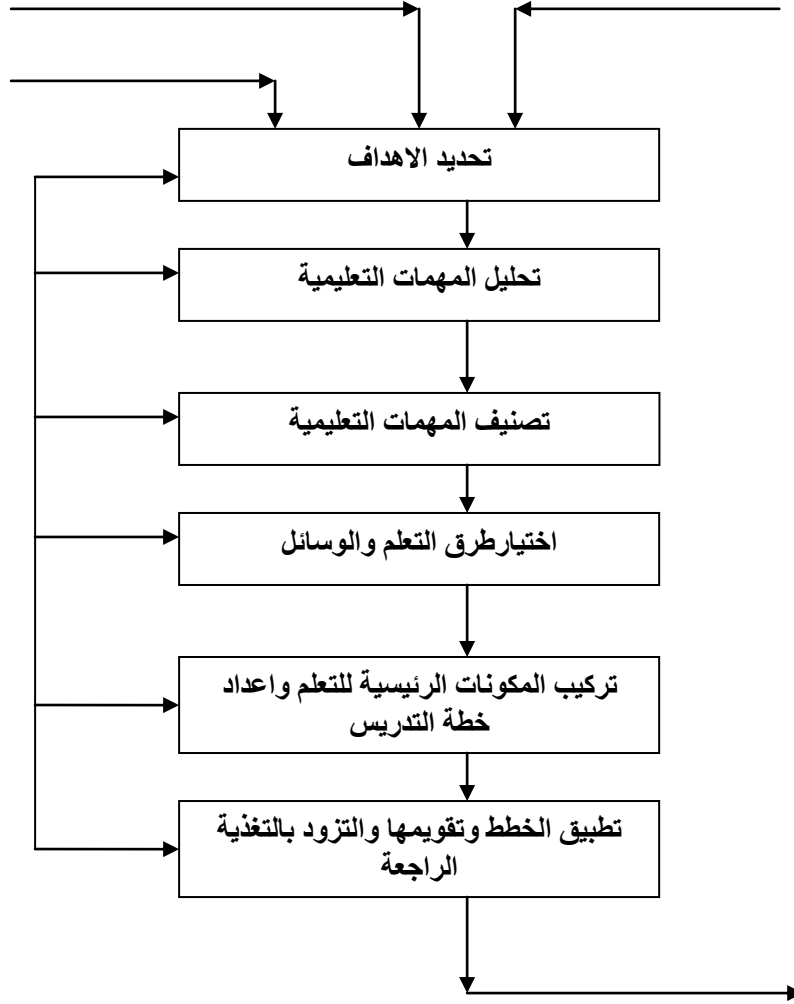 تحديد الاهداف
تحليل المهمات التعليمية
تصنيف المهمات التعليمية
اختيارطرق التعلم والوسائل
تركيب المكونات الرئيسية للتعلم واعداد
خطة التدريس
تطبيق الخطط وتقويمها والتزود بالتغذية
الراجعة